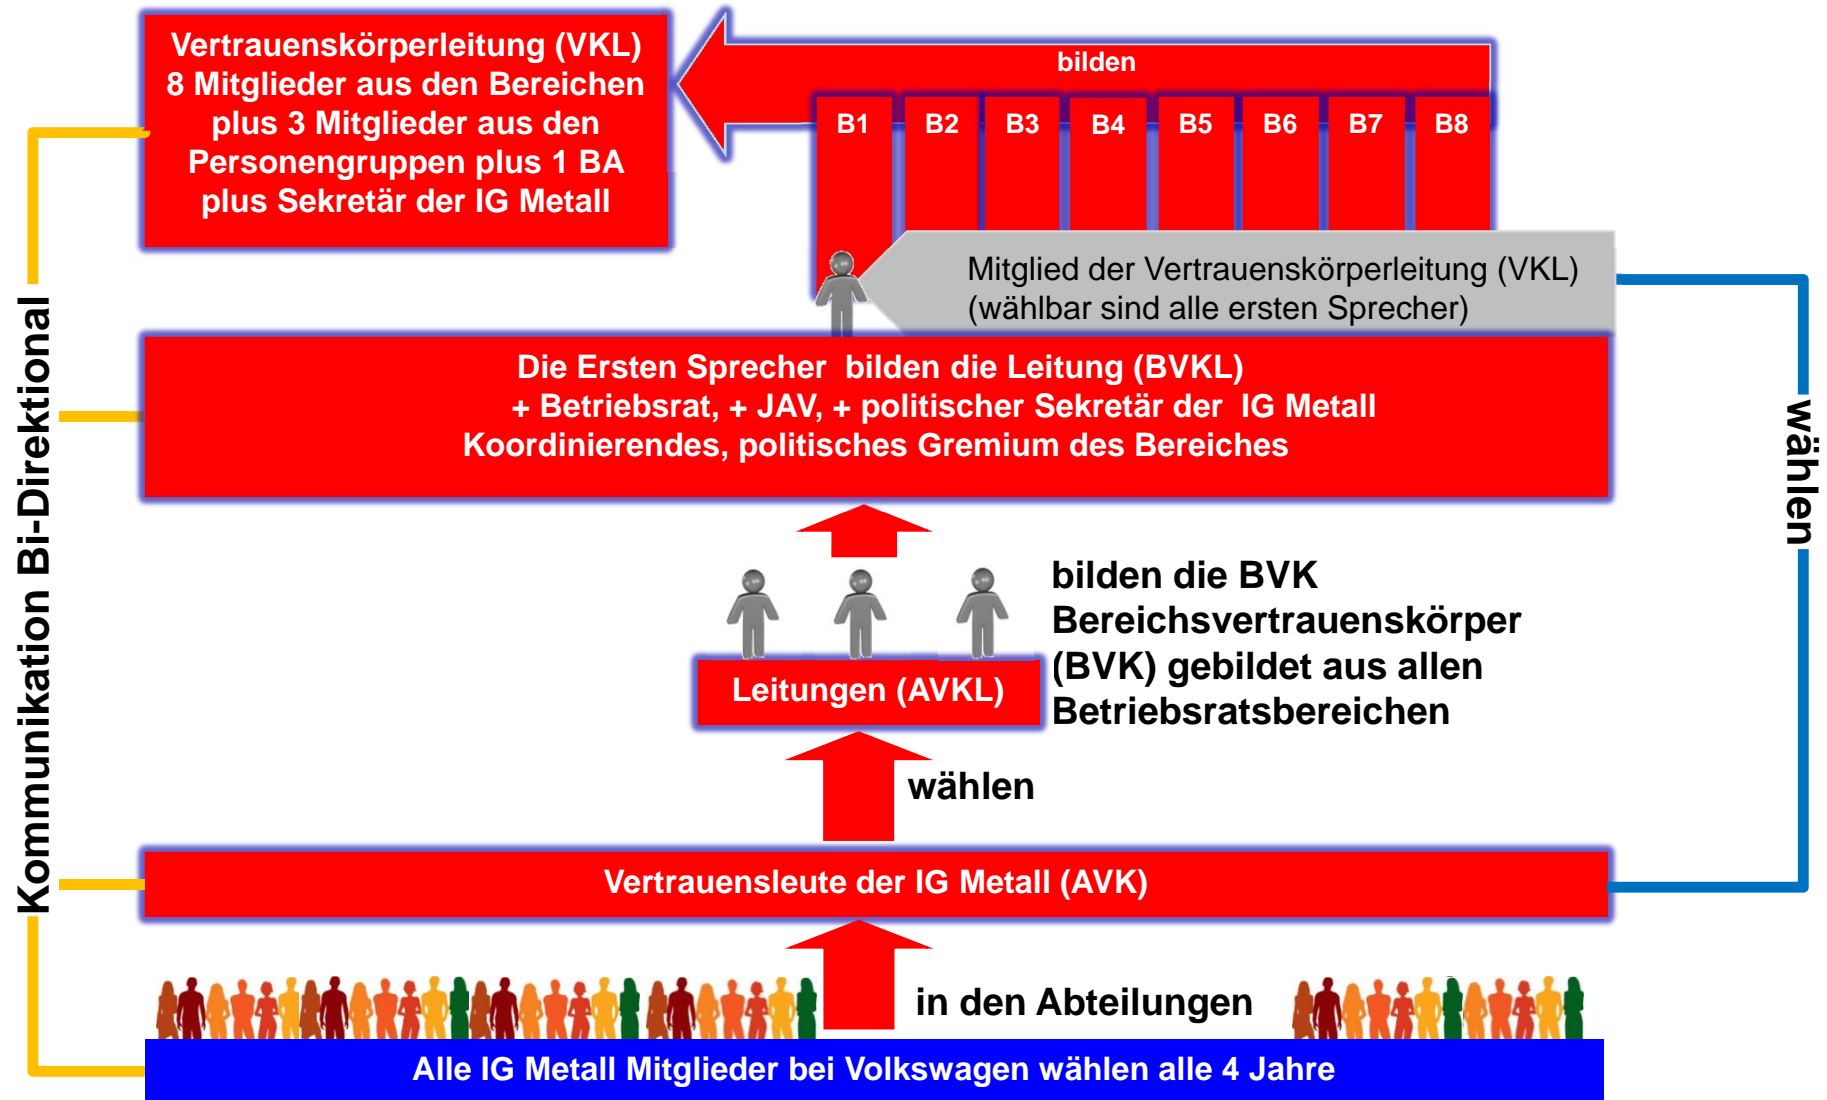 Vertrauenskörperleitung (VKL)
8 Mitglieder aus den Bereichen
plus 3 Mitglieder aus den
Personengruppen plus 1 BA
plus Sekretär der IG Metall
bilden
B1 B2 B3 B4 B5 B6 B7 B8
Mitglied der Vertrauenskörperleitung (VKL)
(wählbar sind alle ersten Sprecher)
Die Ersten Sprecher bilden die Leitung (BVKL)
+ Betriebsrat, + JAV, + politischer Sekretär der IG Metall
Koordinierendes, politisches Gremium des Bereiches
Kommunikation Bi-Direktional
wählen
bilden die BVK
Bereichsvertrauenskörper
(BVK) gebildet aus allen
Betriebsratsbereichen
Leitungen (AVKL)
wählen
Vertrauensleute der IG Metall (AVK)
in den Abteilungen
Alle IG Metall Mitglieder bei Volkswagen wählen alle 4 Jahre